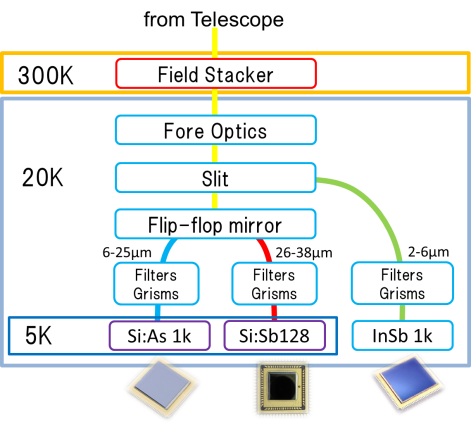 from Telescope
300K
Field Stacker
Fore Optics
20K
Slit
Flip-flop mirror
6-25μm
26-38μm
2-6μm
Filters
Grisms
Filters
Grisms
Filters
Grisms
5K
Si:As 1k
Si:Sb128
InSb 1k